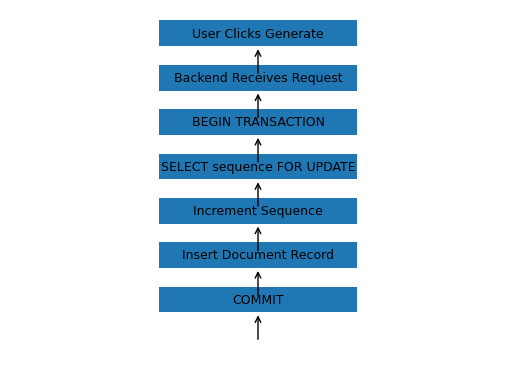 User Clicks Generate
Backend Receives Request
BEGIN TRANSACTION
SELECT sequence FOR UPDATE
Increment Sequence
Insert Document Record
COMMIT